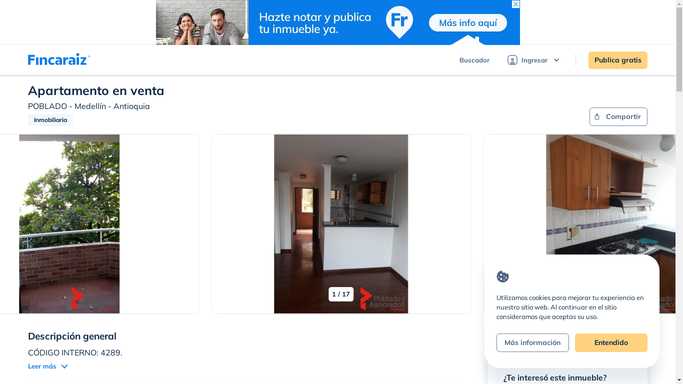 Hazte notar y publica
tu inmueble ya.
Fr
Más info aquí
Fincaraiz
Buscador
Ingresar
Publica gratis
Apartamento en venta
POBLADO - Medellín - Antioquia
Inmobiliaria
Compartir
1 / 17
Descripción general
CÓDIGO INTERNO: 4289.
Leer más
Utilizamos cookies para mejorar tu experiencia en
nuestro sitio web. Al continuar en el sitio
consideramos que aceptas su uso.
Más información
Entendido
¿Te interesó este inmueble?